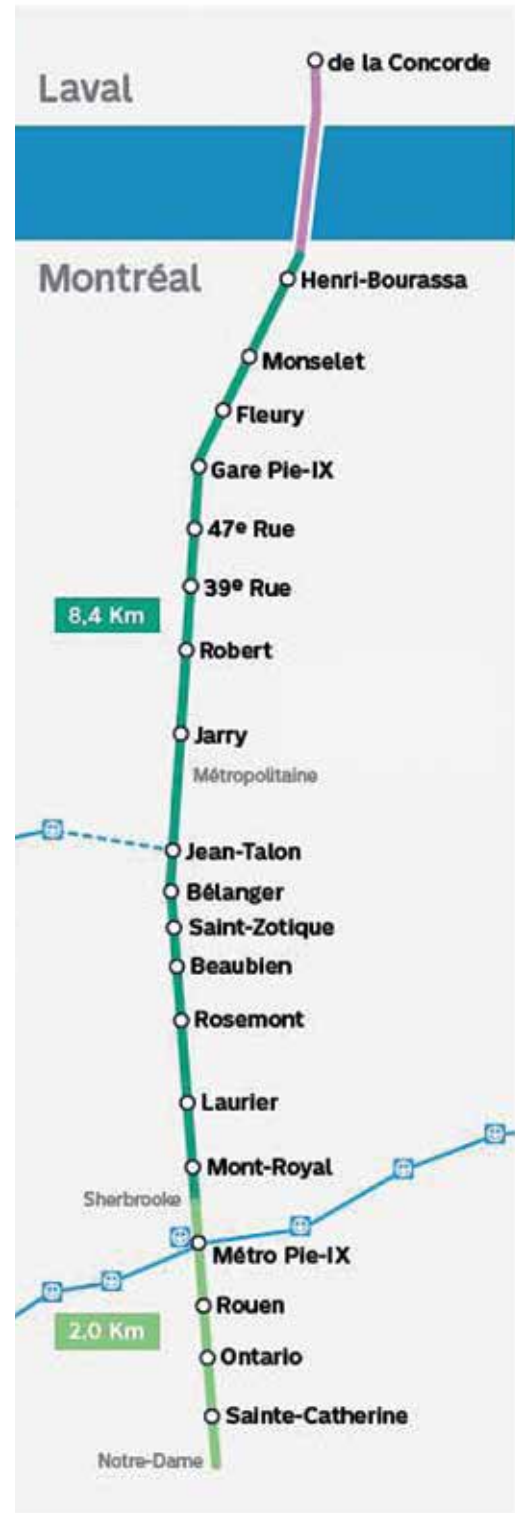 de la Concorde
Laval
Montréal
Henri-Bourassa
Monselet
Fleury
Gare Pie-IX
47e Rue
39e Rue
8,4 Km
Robert
Jarry
Métropolitaine
Jean-Talon
Bélanger
Saint-Zotique
Beaubien
Rosemont
Laurier
Mont-Royal
Sherbrooke
Métro Pie-IX
Rouen
2,0 Km
Ontario
Sainte-Catherine
Notre-Dame